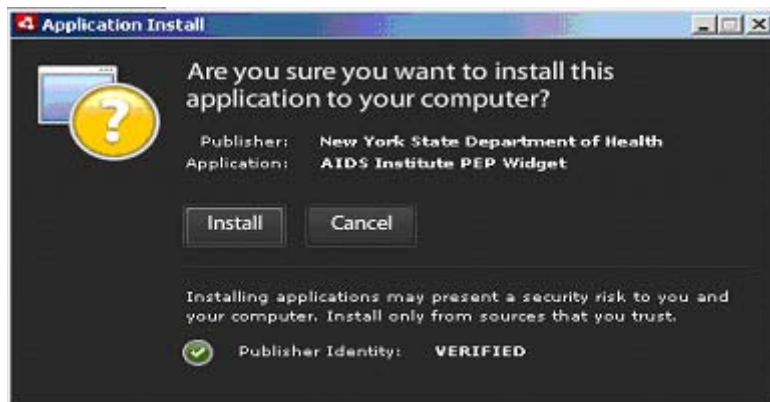 Application Install
Are you sure you want to install this
application to your computer?
Publisher: New York State Department of Health
Application: AIDS Institute PEP Widget
Install Cancel
Installing applications may present a security risk to you and
your computer. Install only from sources that you trust.
Publisher Identity: VERIFIED